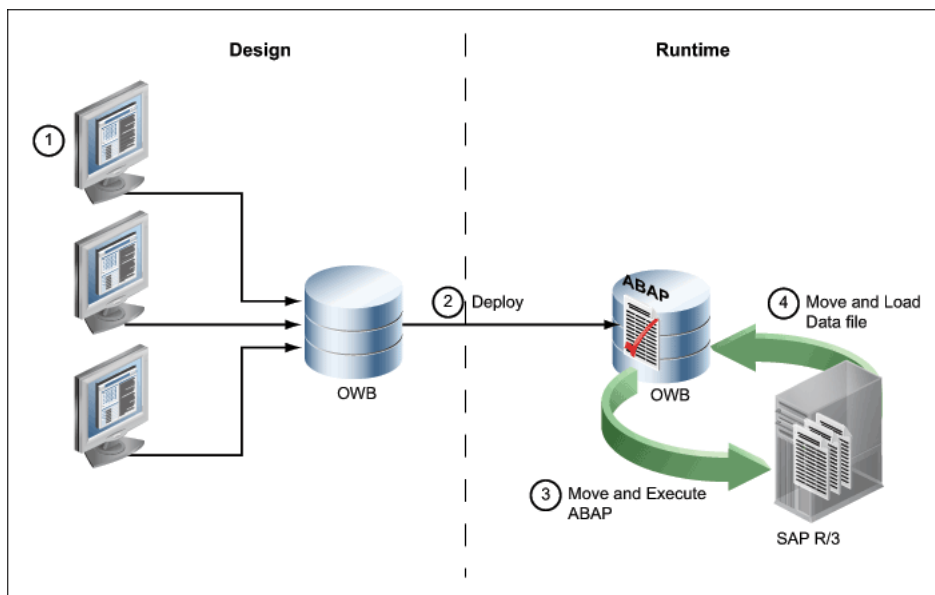 Design
Runtime
1
2 Deploy
ABAP
4 Move and Load
Data file
OWB
OWB
3 Move and Execute
ABAP
SAP R/3